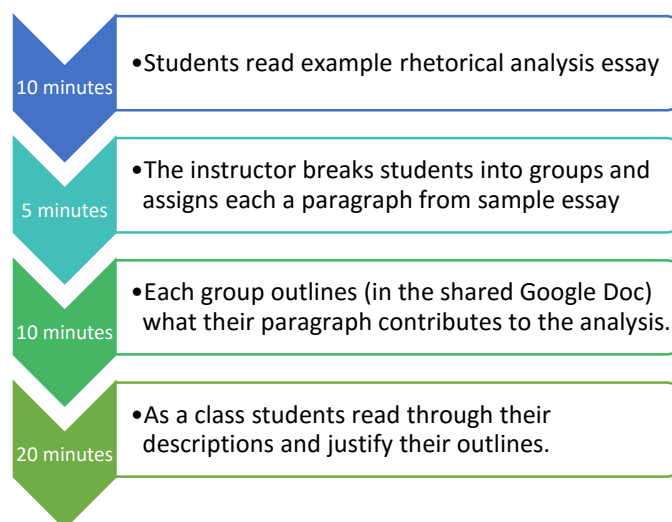 10 minutes
•Students read example rhetorical analysis essay
5 minutes
•The instructor breaks students into groups and
assigns each a paragraph from sample essay
10 minutes
•Each group outlines (in the shared Google Doc)
what their paragraph contributes to the analysis.
20 minutes
•As a class students read through their
descriptions and justify their outlines.